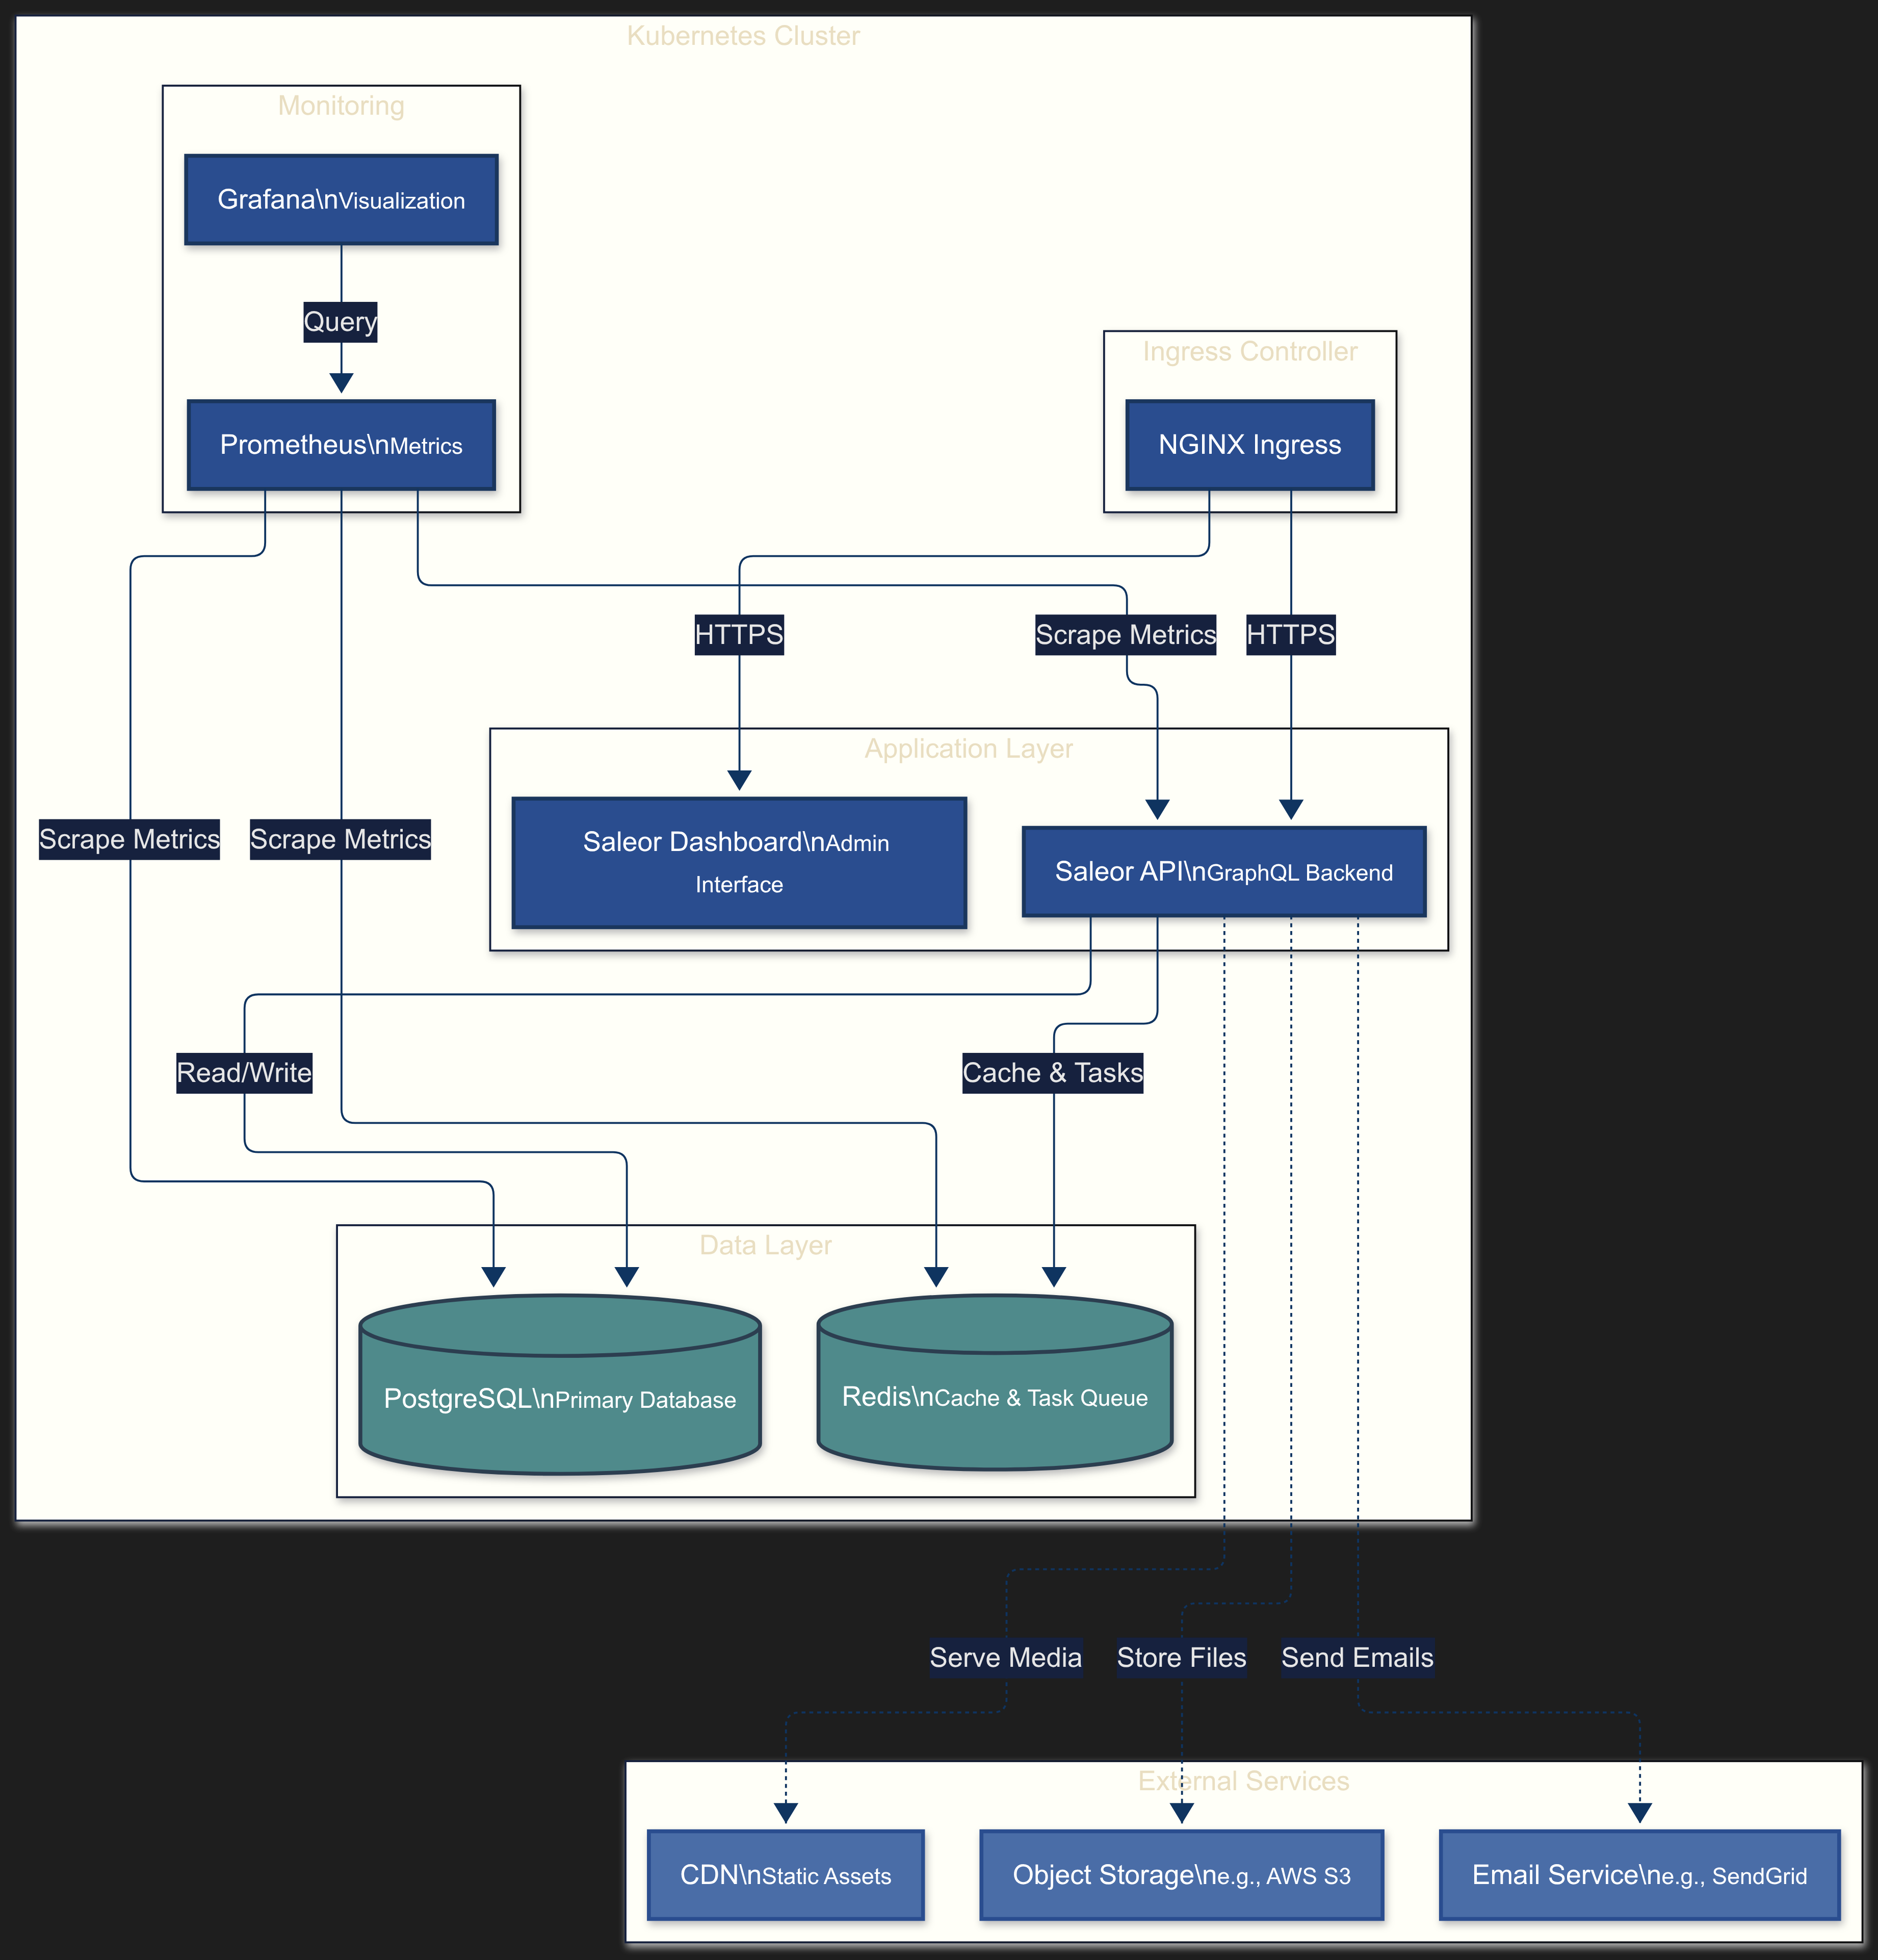 Kubernetes Cluster
Monitoring
Grafana\nVisualization
Query
Ingress Controller
Prometheus\nMetrics
NGINX Ingress
HTTPS
Scrape Metrics
HTTPS
Application Layer
Scrape Metrics
Scrape Metrics
Saleor Dashboard\nAdmin
Interface
Saleor API\nGraphQL Backend
Read/Write
Cache & Tasks
Data Layer
PostgreSQL\nPrimary Database
Redis\nCache & Task Queue
Serve Media
Store Files
Send Emails
External Services
CDN\nStatic Assets
Object Storage\ne.g., AWS S3
Email Service\ne.g., SendGrid